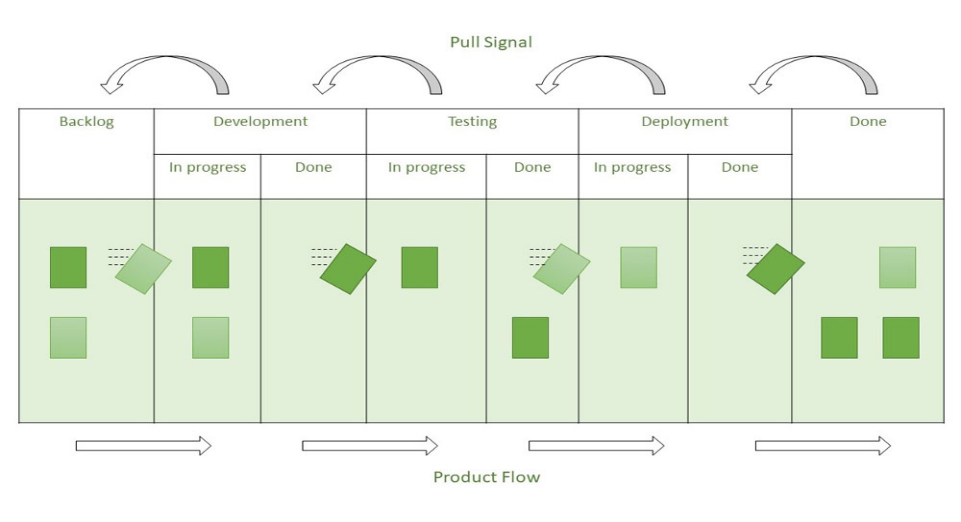 Pull Signal
Backlog Development Testing Deployment Done
In progress Done In progress Done In progress Done
Product Flow